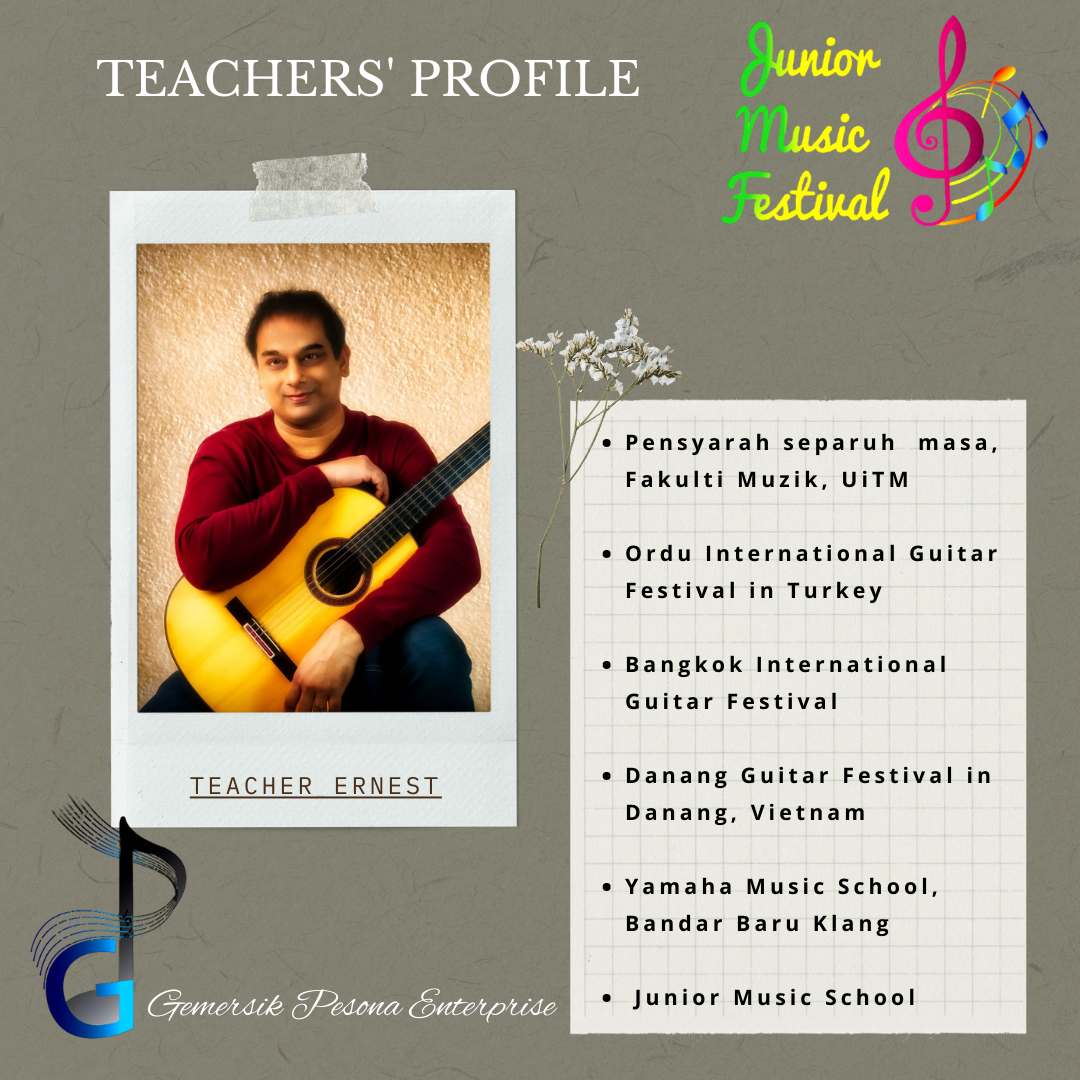 TEACHERS' PROFILE
Junior
Music
Festival
TEACHER ERNEST
• Pensyarah separuh masa,
Fakulti Muzik, UiTM
• Ordu International Guitar
Festival in Turkey
• Bangkok International
Guitar Festival
• Danang Guitar Festival in
Danang, Vietnam
• Yamaha Music School,
Bandar Baru Klang
• Junior Music School
G
Gemersik Pesona Enterprise